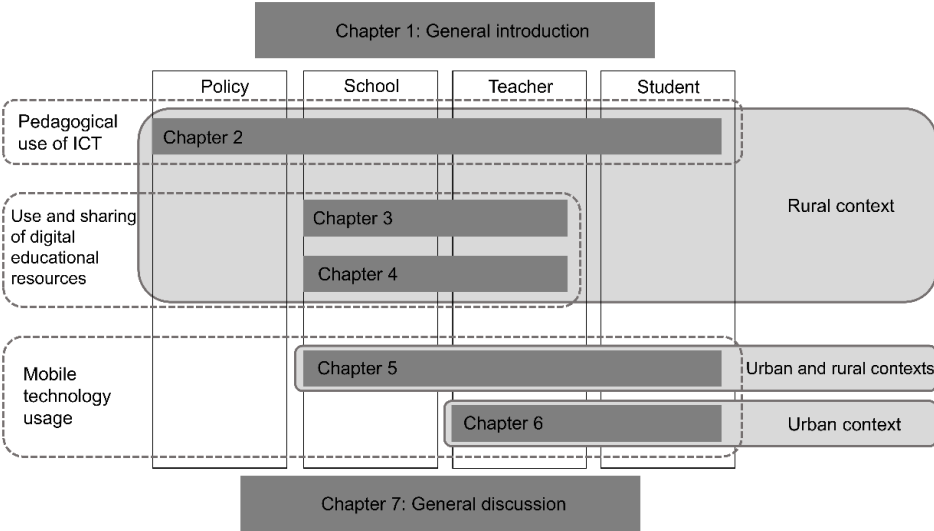 Chapter 1: General introduction
Policy
School
Teacher
Student
Pedagogical
use of ICT
Chapter 2
Rural context
Use and sharing
of digital
educational
resources
Chapter 3
Chapter 4
Mobile
technology
usage
Chapter 5
Urban and rural contexts
Chapter 6
Urban context
Chapter 7: General discussion